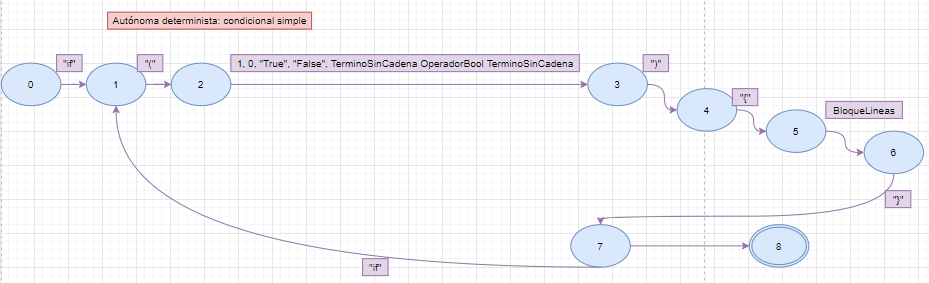 Autónoma determinista: condicional simple
"if"
"("
1, 0, "True", "False", TerminoSinCadena OperadorBool TerminoSinCadena
")"
0
1
2
3
"{"
4
BloqueLineas
5
6
"}"
7
8
"if"